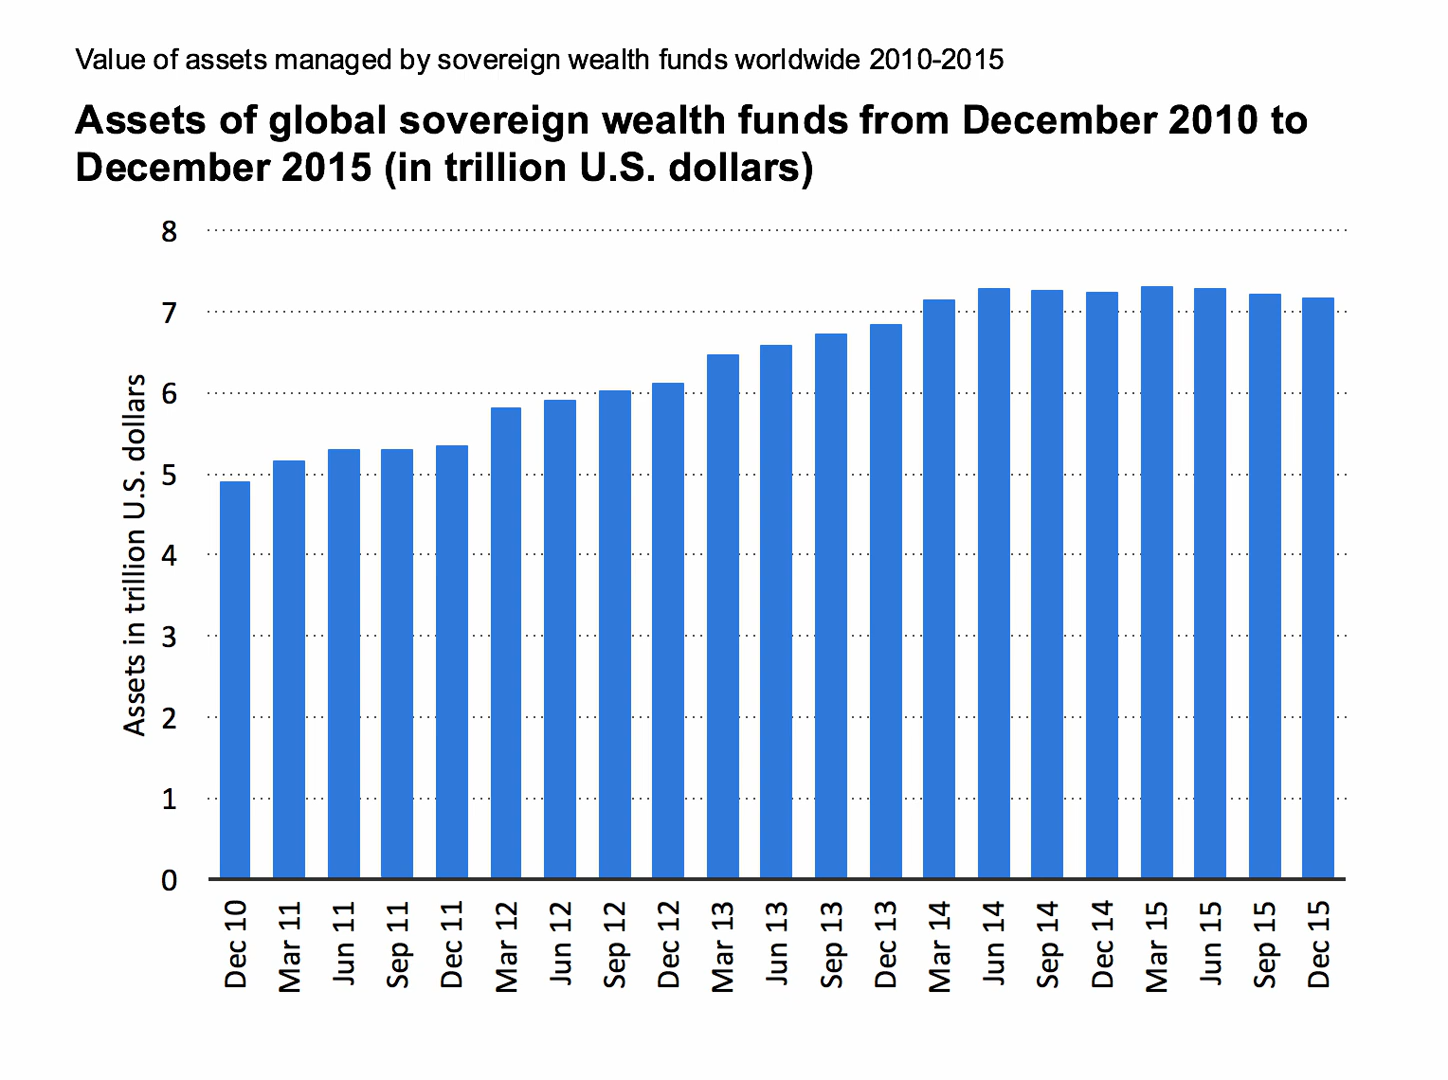 Value of assets managed by sovereign wealth funds worldwide 2010-2015
Assets of global sovereign wealth funds from December 2010 to
December 2015 (in trillion U.S. dollars)
Assets in trillion U.S. dollars
8
7
6
5
4
3
2
1
0
Dec 10
Mar 11
Jun 11
Sep 11
Dec 11
Mar 12
Jun 12
Sep 12
Dec 12
Mar 13
Jun 13
Sep 13
Dec 13
Mar 14
Jun 14
Sep 14
Dec 14
Mar 15
Jun 15
Sep 15
Dec 15